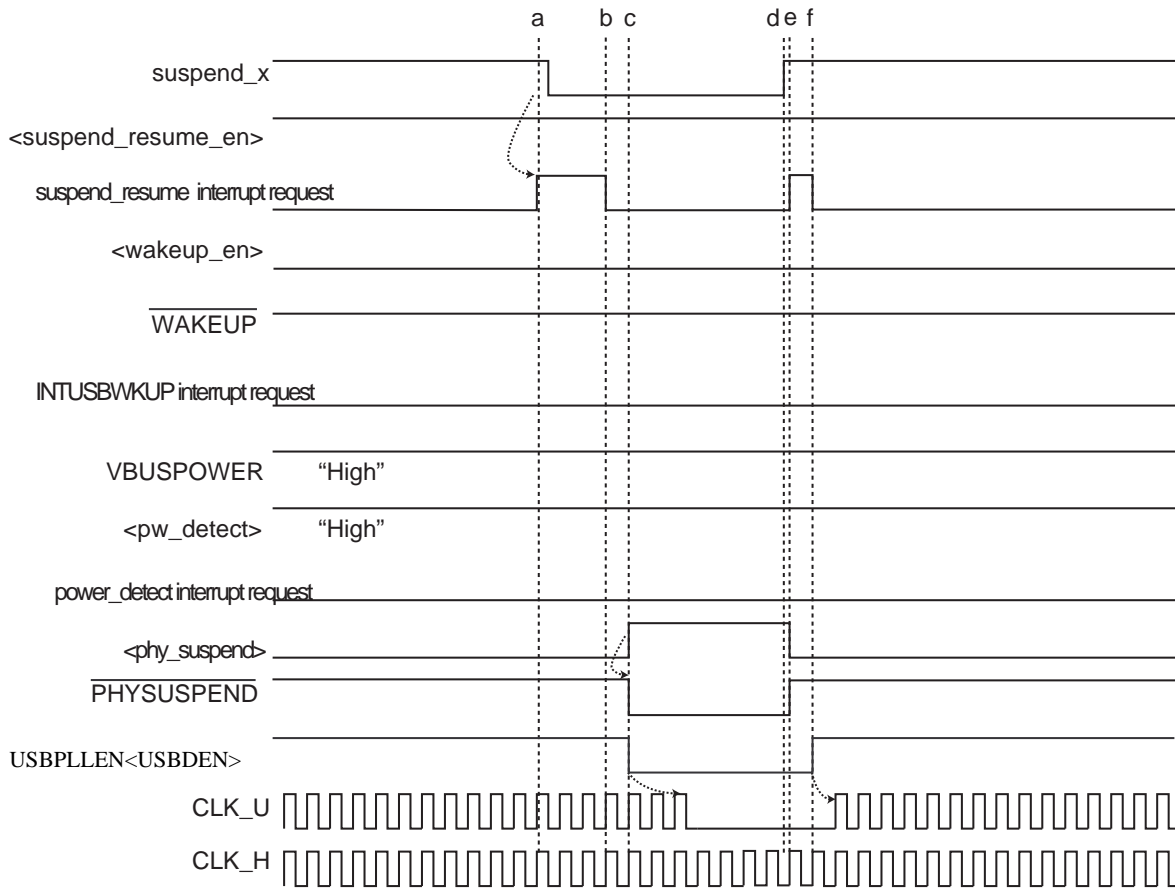 a b c d e f
suspend_x
<suspend_resume_en>
suspend_resume interrupt request
<wakeup_en>
WAKEUP
INTUSBWKUP interrupt request
VBUSPOWER “High”
<pw_detect> “High”
power_detect interrupt request
<phy_suspend>
PHYSUSPEND
USBPLLEN<USBDEN>
CLK_U
CLK_H